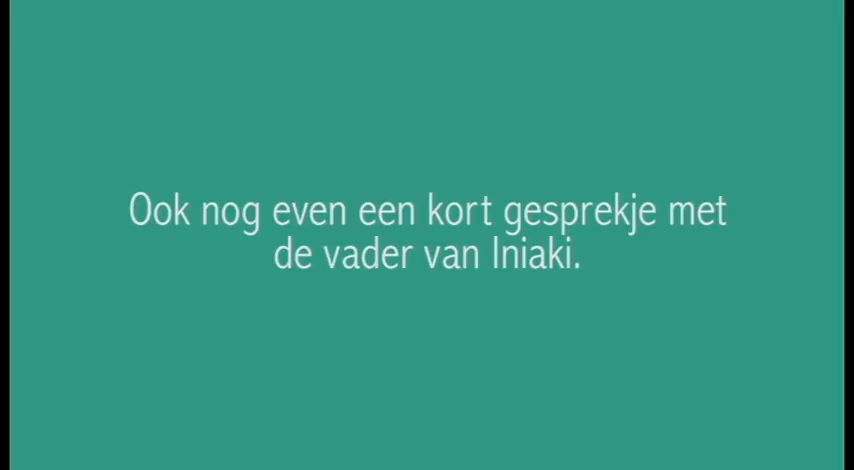 Ook nog even een kort gesprekje met
de vader van Iniaki.